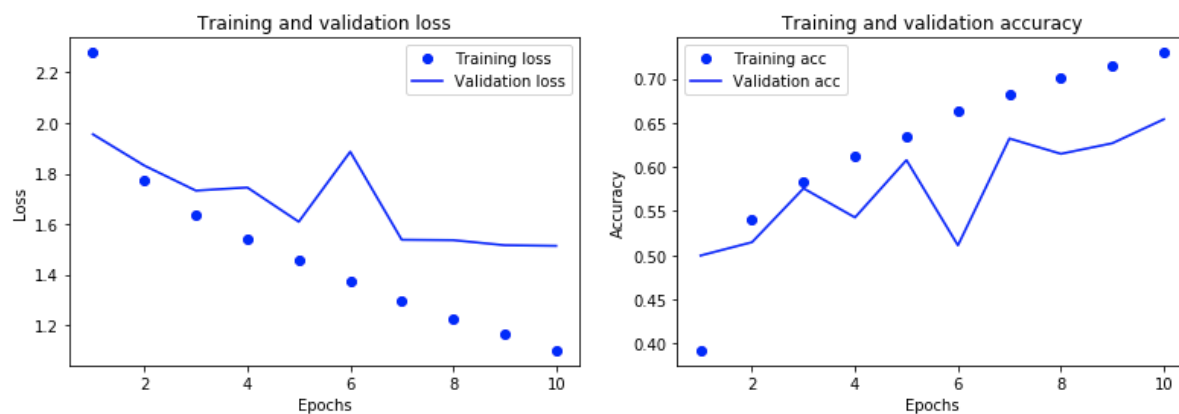 Training and validation loss
Training loss
Validation loss
2.2
2.0
1.8
1.6
1.4
1.2
Loss
2
4
6
8
10
Epochs
Training and validation accuracy
Training acc
Validation acc
0.70
0.65
0.60
0.55
0.50
0.45
0.40
Accuracy
2
4
6
8
10
Epochs